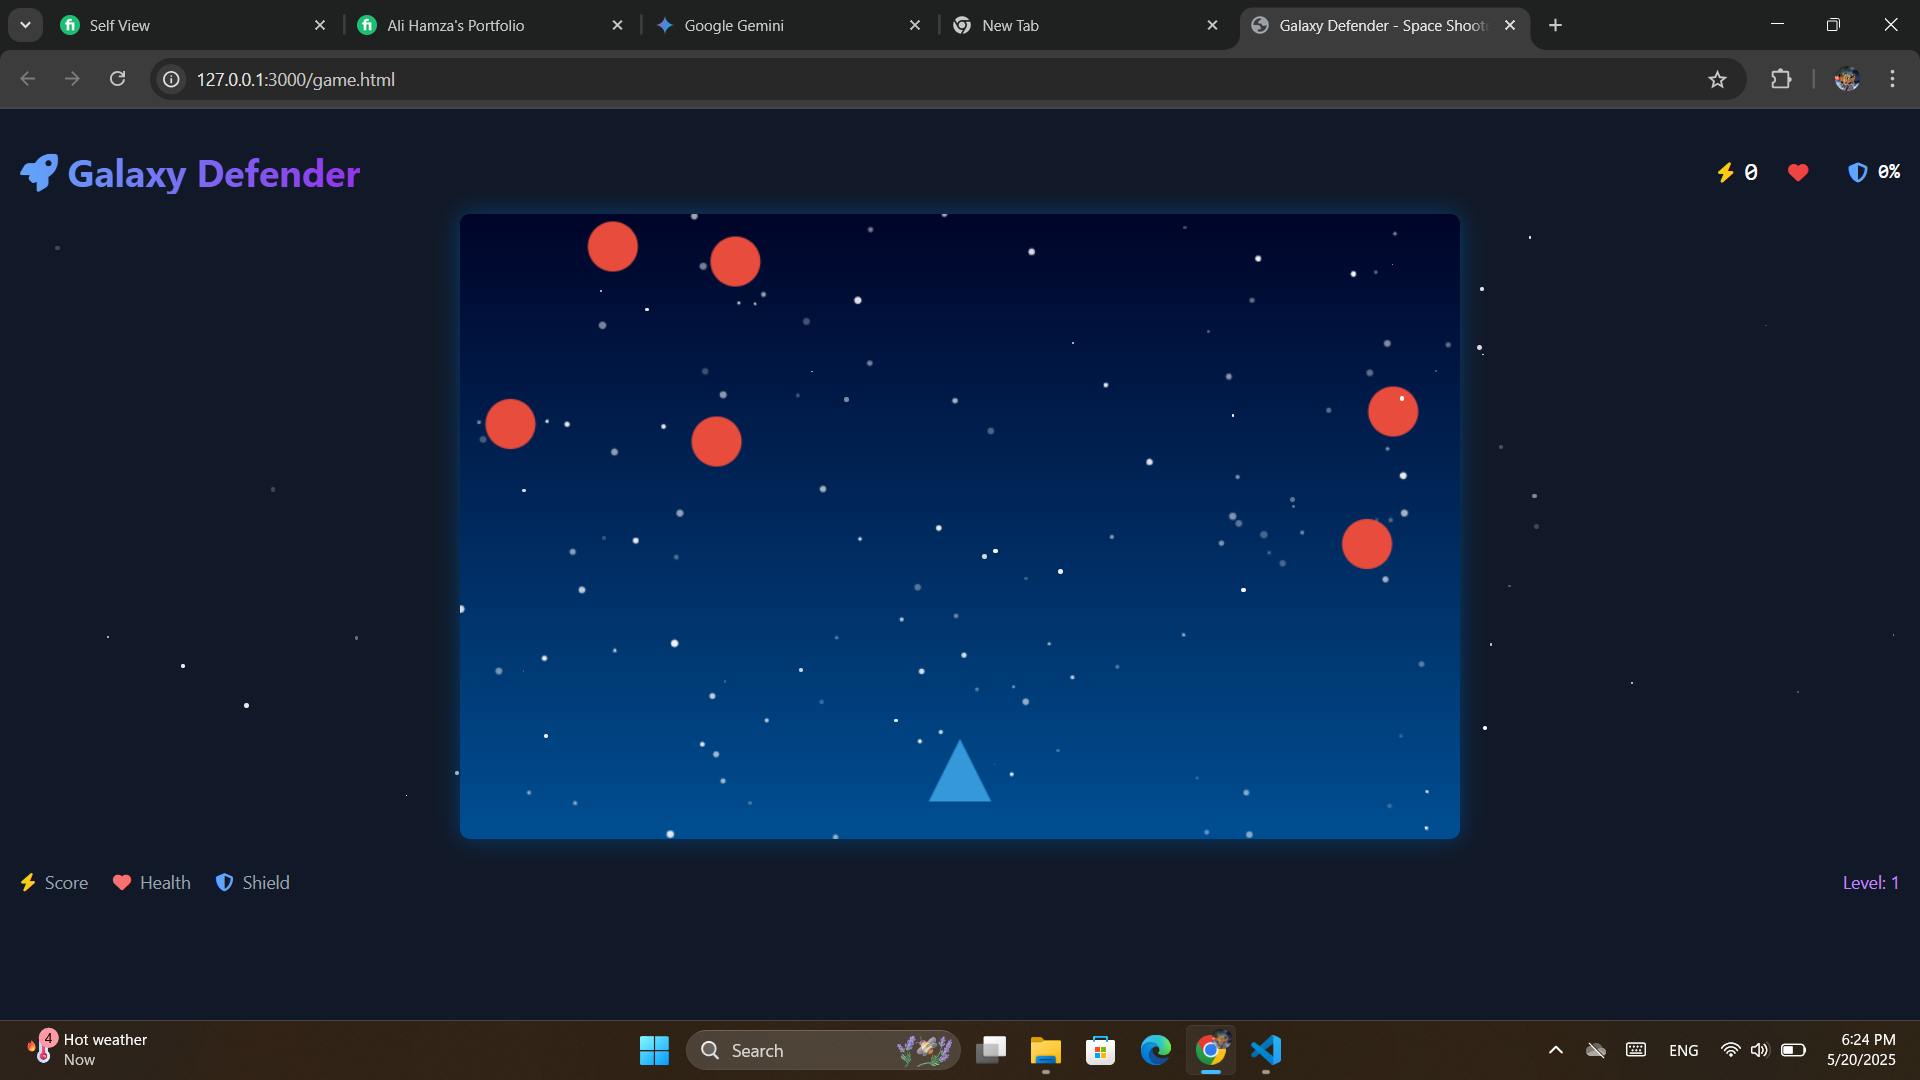 Self View
Ali Hamza's Portfolio
Google Gemini
New Tab
Galaxy Defender - Space Shoot
127.0.0.1:3000/game.html
Galaxy Defender
0
0%
Score
Health
Shield
Level: 1
4
Hot weather
Now
Search
ENG
6:24 PM
5/20/2025